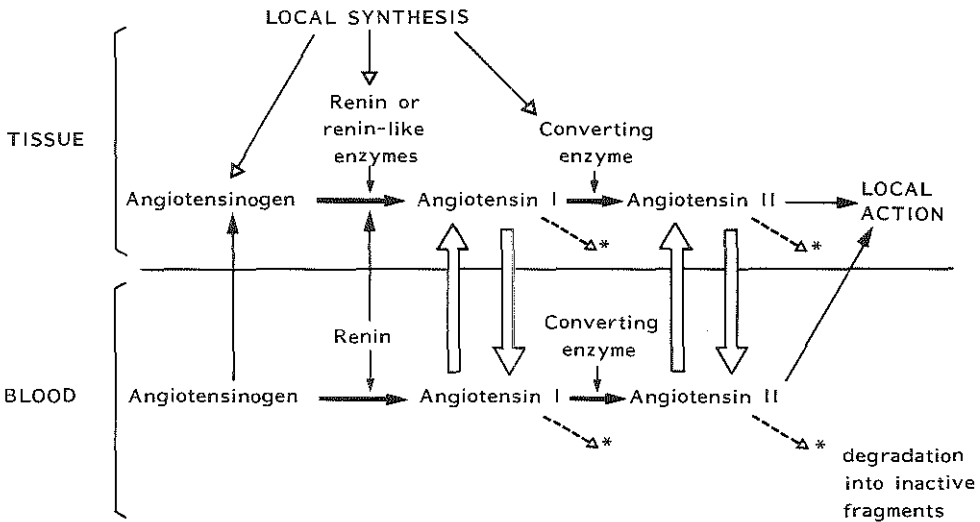 LOCAL SYNTHESIS
Renin or
renin-like
enzymes
Converting
enzyme
TISSUE
Angiotensinogen
Angiotensin I
Angiotensin II
LOCAL
ACTION
*
*
Renin
Converting
enzyme
BLOOD
Angiotensinogen
Angiotensin I
Angiotensin II
*
*
degradation
into inactive
fragments